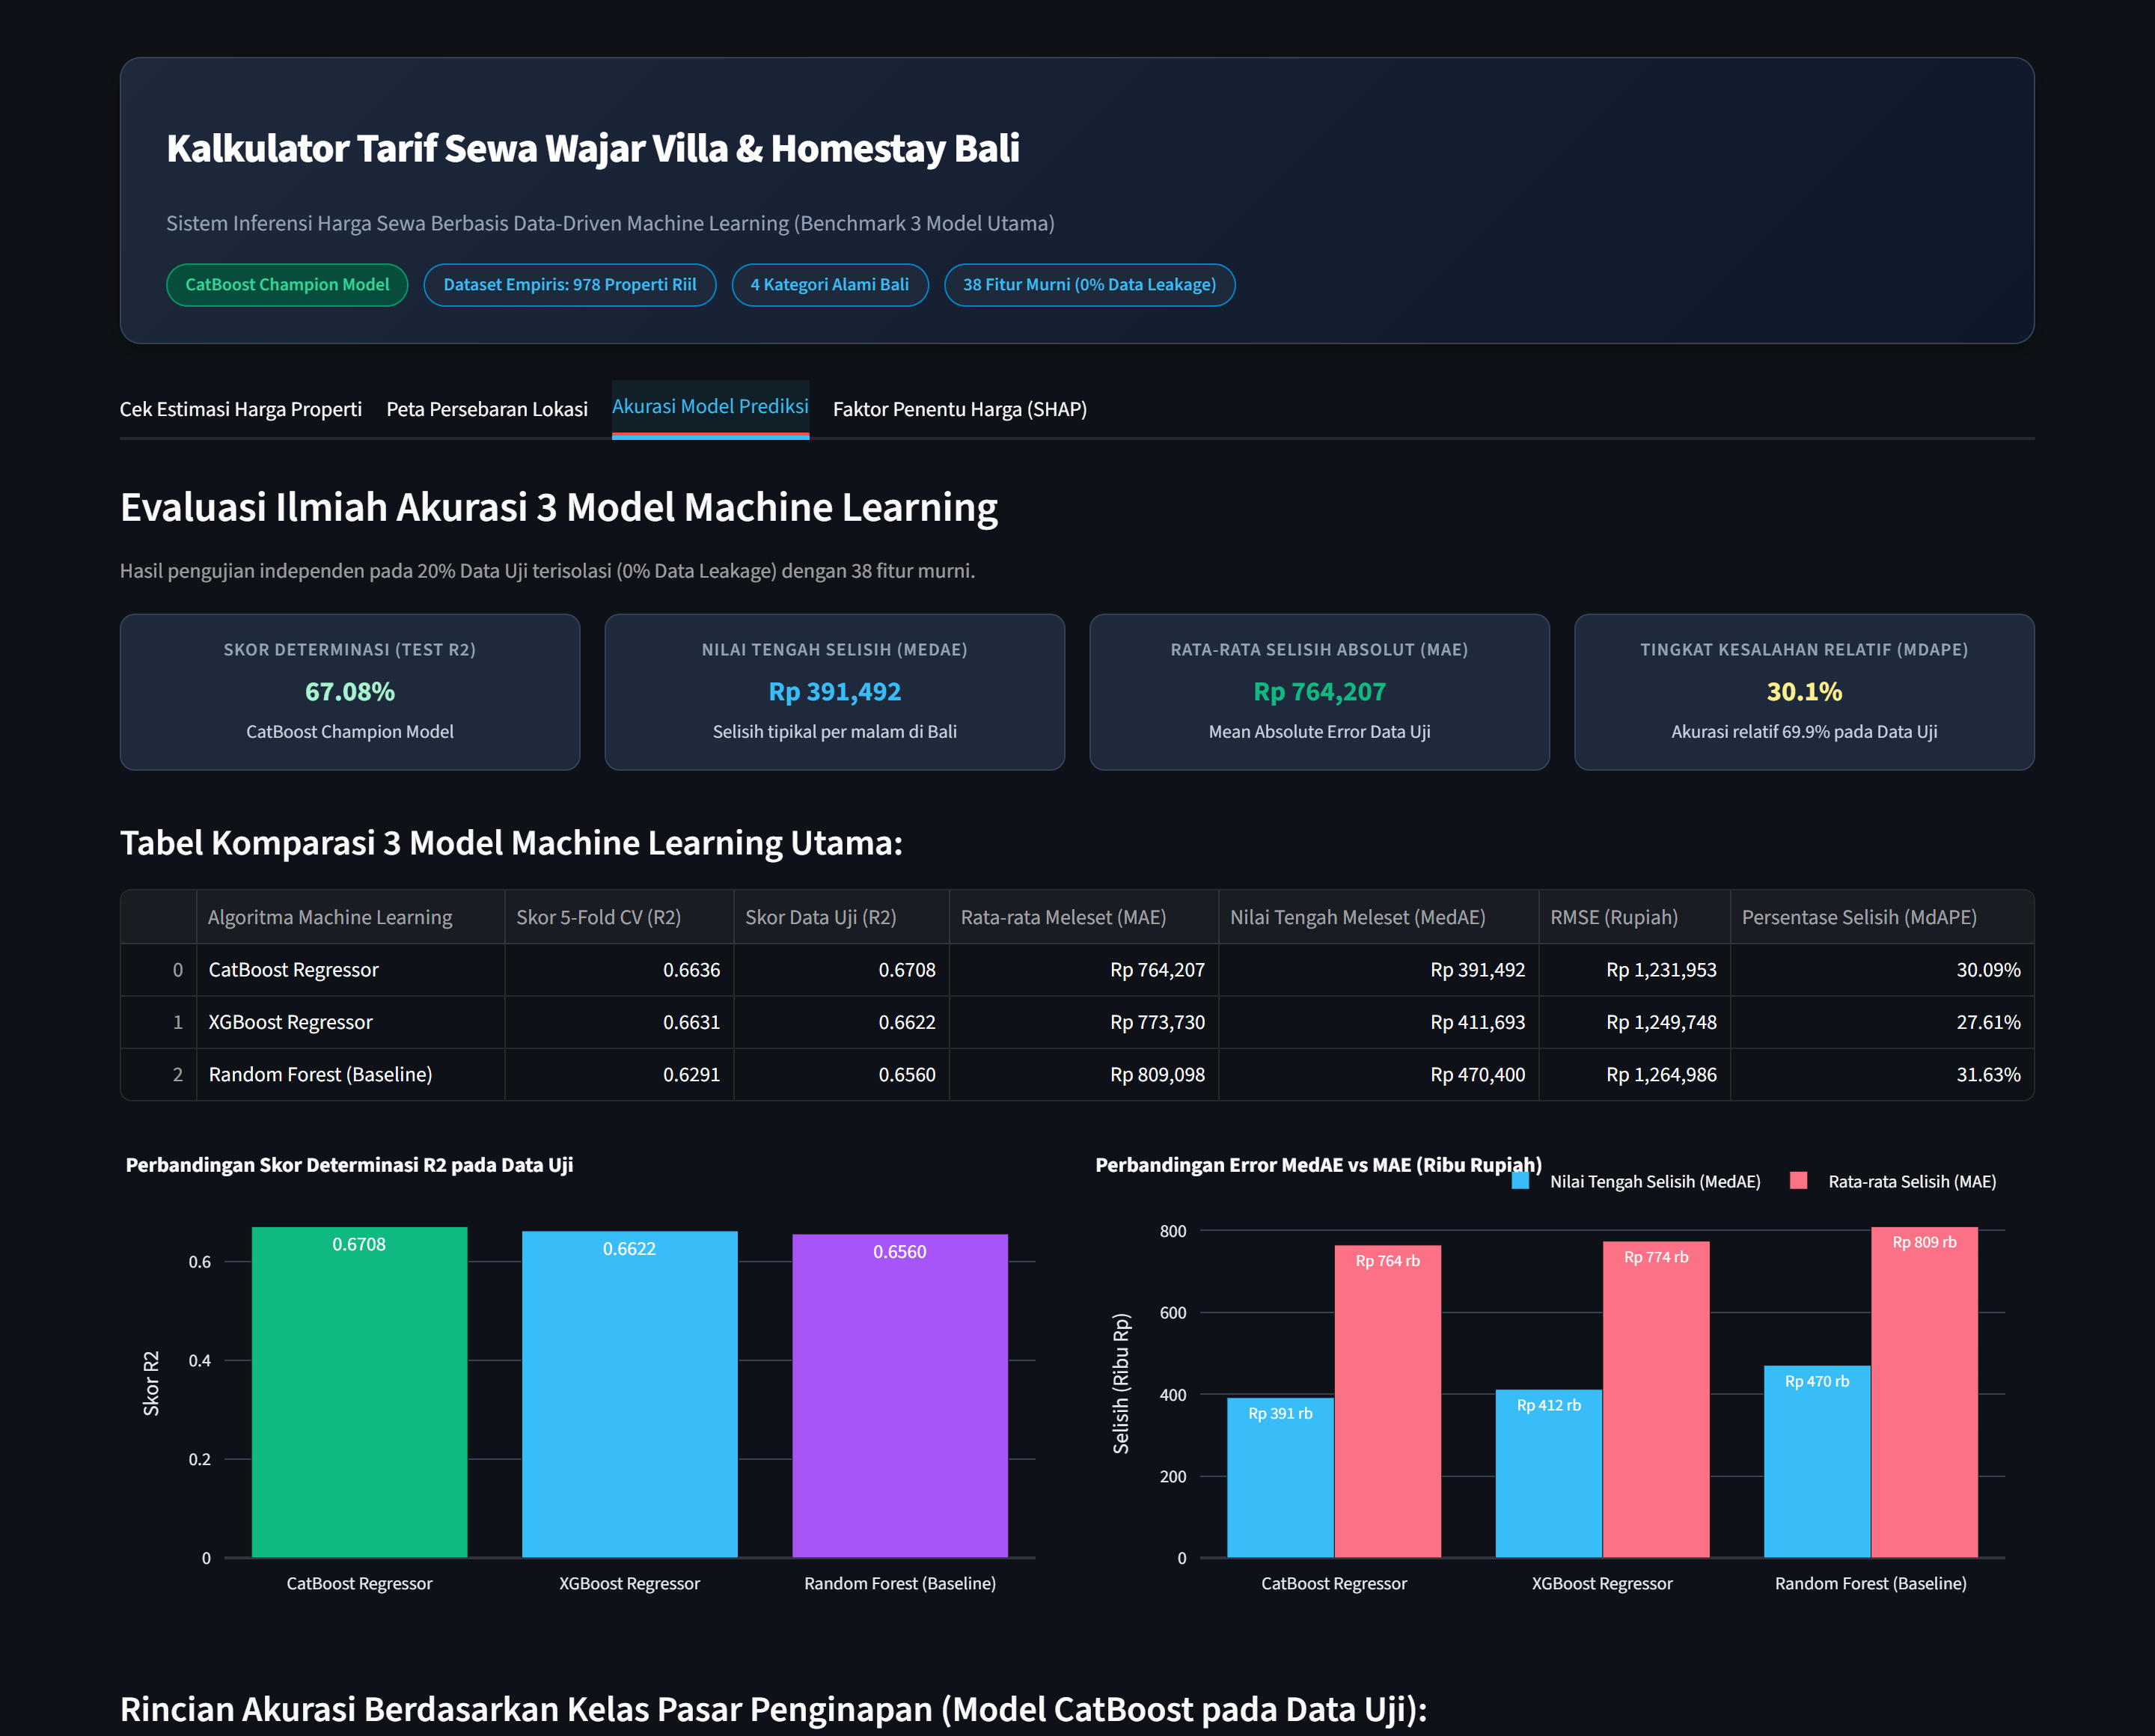 Kalkulator Tarif Sewa Wajar Villa & Homestay Bali
Sistem Inferensi Harga Sewa Berbasis Data-Driven Machine Learning (Benchmark 3 Model Utama)
CatBoost Champion Model
Dataset Empiris: 978 Properti Riil
4 Kategori Alami Bali
38 Fitur Murni (0% Data Leakage)
Cek Estimasi Harga Properti
Peta Persebaran Lokasi
Akurasi Model Prediksi
Faktor Penentu Harga (SHAP)
Evaluasi Ilmiah Akurasi 3 Model Machine Learning
Hasil pengujian independen pada 20% Data Uji terisolasi (0% Data Leakage) dengan 38 fitur murni.
SKOR DETERMINASI (TEST R2)
67.08%
CatBoost Champion Model
NILAI TENGAH SELISIH (MEDAE)
Rp 391,492
Selisih tipikal per malam di Bali
RATA-RATA SELISIH ABSOLUT (MAE)
Rp 764,207
Mean Absolute Error Data Uji
TINGKAT KESALAHAN RELATIF (MDAPE)
30.1%
Akurasi relatif 69.9% pada Data Uji
Tabel Komparasi 3 Model Machine Learning Utama:
Algoritma Machine Learning Skor 5-Fold CV (R2) Skor Data Uji (R2) Rata-rata Meleset (MAE) Nilai Tengah Meleset (MedAE) RMSE (Rupiah) Persentase Selisih (MdAPE)
0 CatBoost Regressor 0.6636 0.6708 Rp 764,207 Rp 391,492 Rp 1,231,953 30.09%
1 XGBoost Regressor 0.6631 0.6622 Rp 773,730 Rp 411,693 Rp 1,249,748 27.61%
2 Random Forest (Baseline) 0.6291 0.6560 Rp 809,098 Rp 470,400 Rp 1,264,986 31.63%
Perbandingan Skor Determinasi R2 pada Data Uji
0.6708
0.6622
0.6560
0.6
0.4
0.2
0
Skor R2
CatBoost Regressor
XGBoost Regressor
Random Forest (Baseline)
Perbandingan Error MedAE vs MAE (Ribu Rupiah)
Nilai Tengah Selisih (MedAE)
Rata-rata Selisih (MAE)
800
600
400
200
0
Selisih (Ribu Rp)
Rp 391 rb
Rp 764 rb
Rp 412 rb
Rp 774 rb
Rp 470 rb
Rp 809 rb
CatBoost Regressor
XGBoost Regressor
Random Forest (Baseline)
Rincian Akurasi Berdasarkan Kelas Pasar Penginapan (Model CatBoost pada Data Uji):